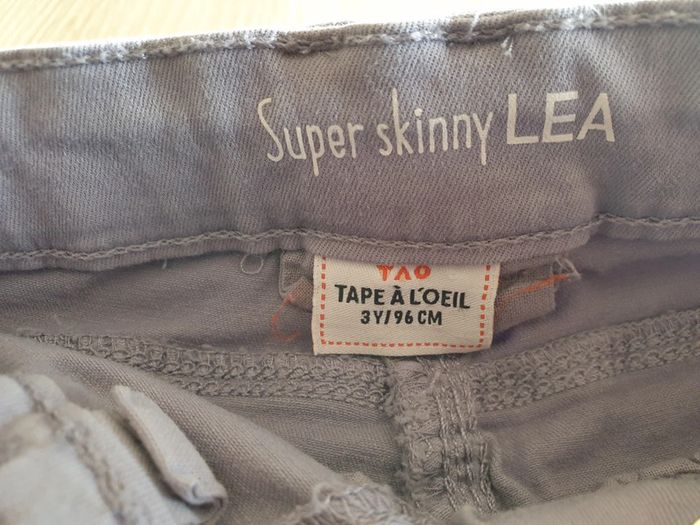 Super skinny LEA
TAO
TAPE À L'OEIL
3Y/96 CM